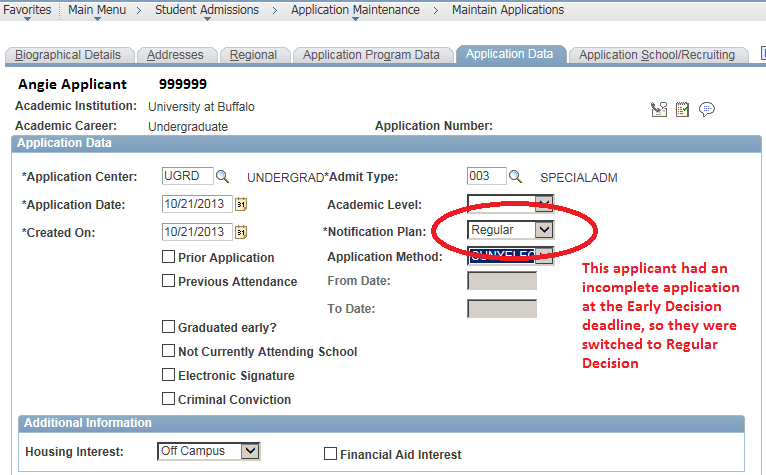 Favorites Main Menu > Student Admissions > Application Maintenance > Maintain Applications
Biographical Details Addresses Regional Application Program Data Application Data Application School/Recruiting
Angie Applicant 999999
Academic Institution: University at Buffalo
Academic Career: Undergraduate Application Number:
Application Data
*Application Center: UGRD UNDERGRAD *Admit Type: 003 SPECIALADM
*Application Date: 10/21/2013 31 Academic Level:
*Created On: 10/21/2013 31 *Notification Plan: Regular
Prior Application Application Method:
Previous Attendance From Date:
To Date:
Graduated early?
Not Currently Attending School
Electronic Signature
Criminal Conviction
This applicant had an
incomplete application
at the Early Decision
deadline, so they were
switched to Regular
Decision
Additional Information
Housing Interest: Off Campus Financial Aid Interest